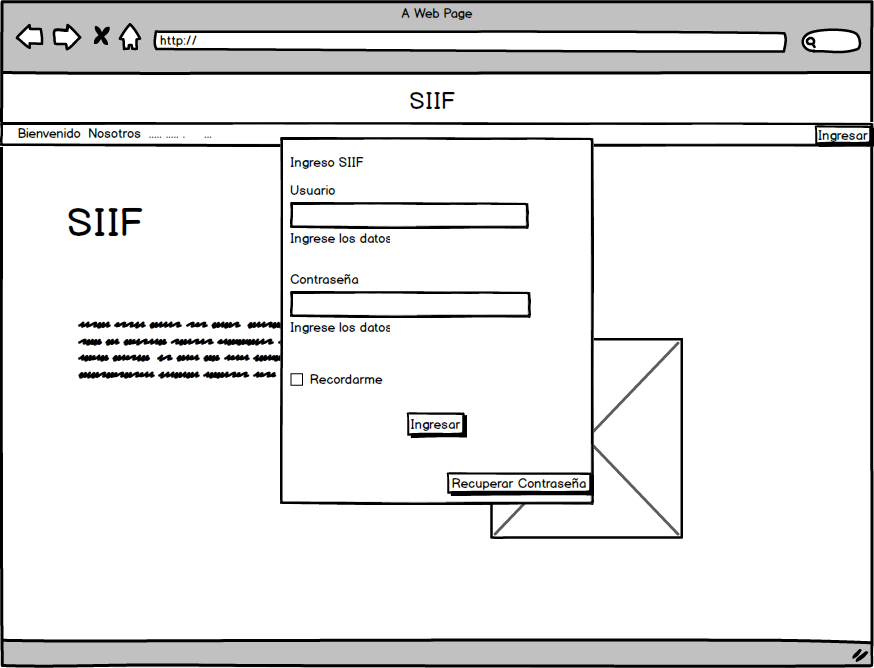 A Web Page
http://
SIIF
Bienvenido Nosotros ..... ..... . ...
Ingresar
Ingreso SIIF
Usuario
SIIF
Ingrese los datos
Contraseña
Ingrese los datos
Recordarme
Ingresar
Recuperar Contraseña